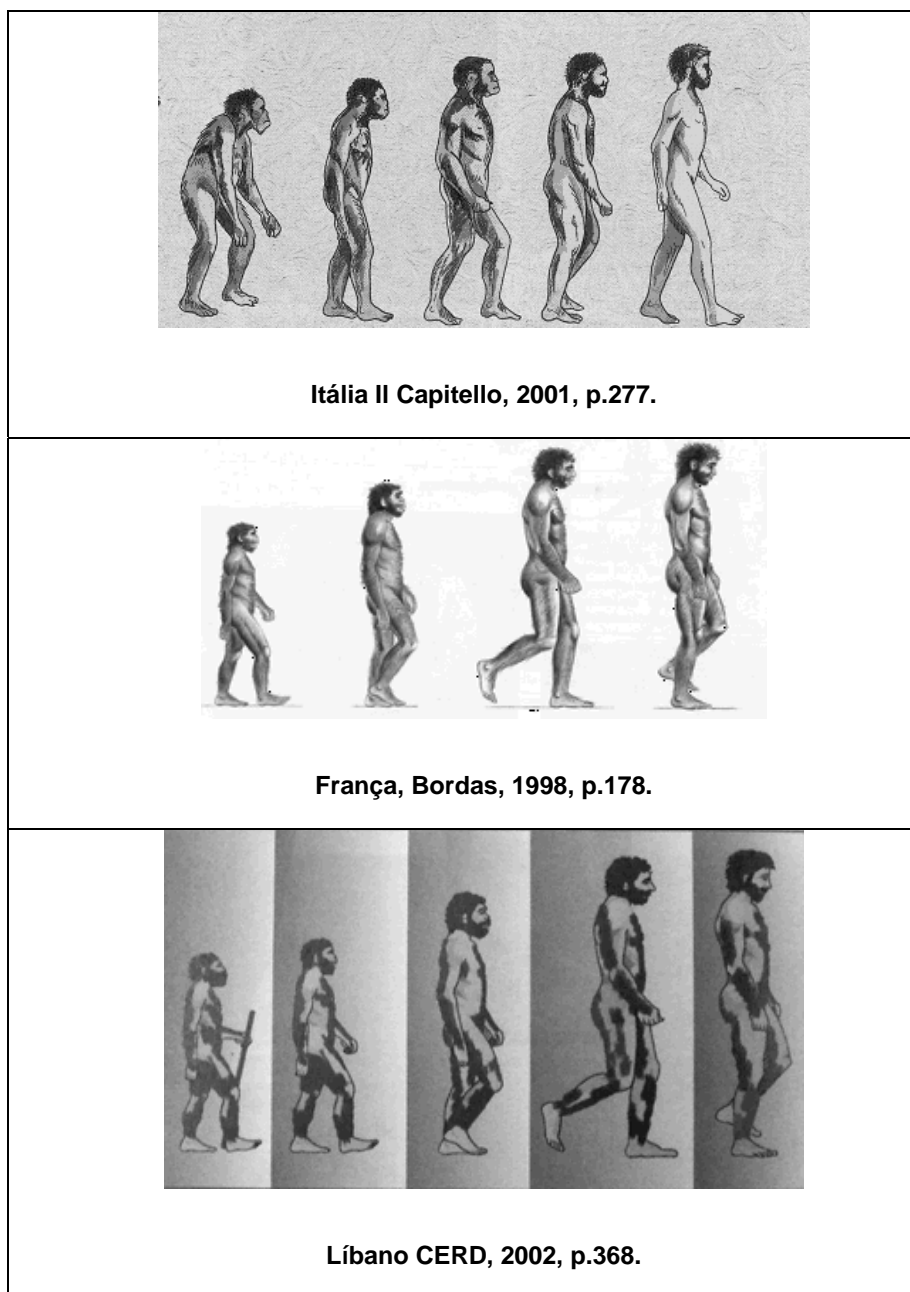 Itália Il Capitello, 2001, p.277.
França, Bordas, 1998, p.178.
Líbano CERD, 2002, p.368.